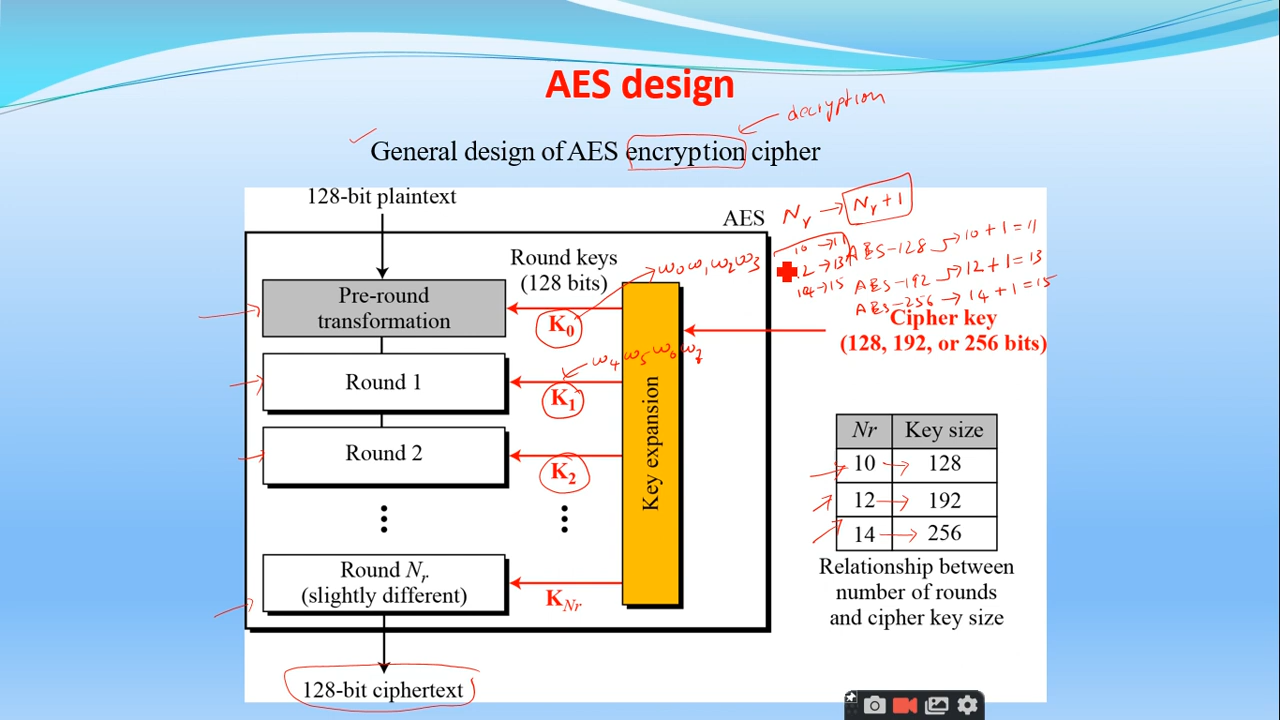 AES design
decryption
General design of AES encryption cipher
128-bit plaintext
AES
Nr → Nr + 1
Round keys
(128 bits)
w0 w1 w2 w3
10 → 11
12 → 13
14 → 15
AES-128 → 10 + 1 = 11
AES-192 → 12 + 1 = 13
AES-256 → 14 + 1 = 15
Pre-round
transformation
K0
Cipher key
(128, 192, or 256 bits)
w4 w5 w6 w7
Round 1
K1
Key expansion
Round 2
K2
Nr Key size
10 → 128
12 → 192
14 → 256
Relationship between
number of rounds
and cipher key size
Round Nr
(slightly different)
KNr
128-bit ciphertext